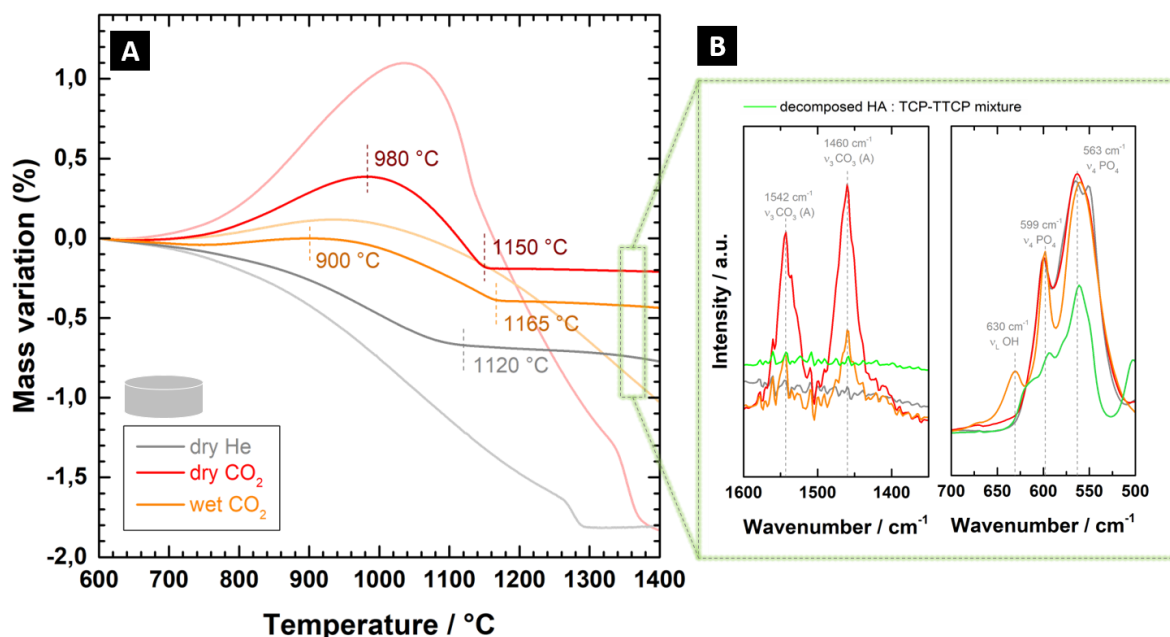 A
Mass variation (%)
1,0
0,5
0,0
-0,5
-1,0
-1,5
-2,0
980 °C
1150 °C
900 °C
1165 °C
1120 °C
dry He
dry CO₂
wet CO₂
600 700 800 900 1000 1100 1200 1300 1400
Temperature / °C
B
decomposed HA : TCP-TTCP mixture
Intensity / a.u.
1542 cm⁻¹
ν₃CO₃ (A)
1460 cm⁻¹
ν₃CO₃ (A)
1600 1500 1400
Wavenumber / cm⁻¹
630 cm⁻¹
νL OH
599 cm⁻¹
ν₄ PO₄
563 cm⁻¹
ν₄ PO₄
700 650 600 550 500
Wavenumber / cm⁻¹